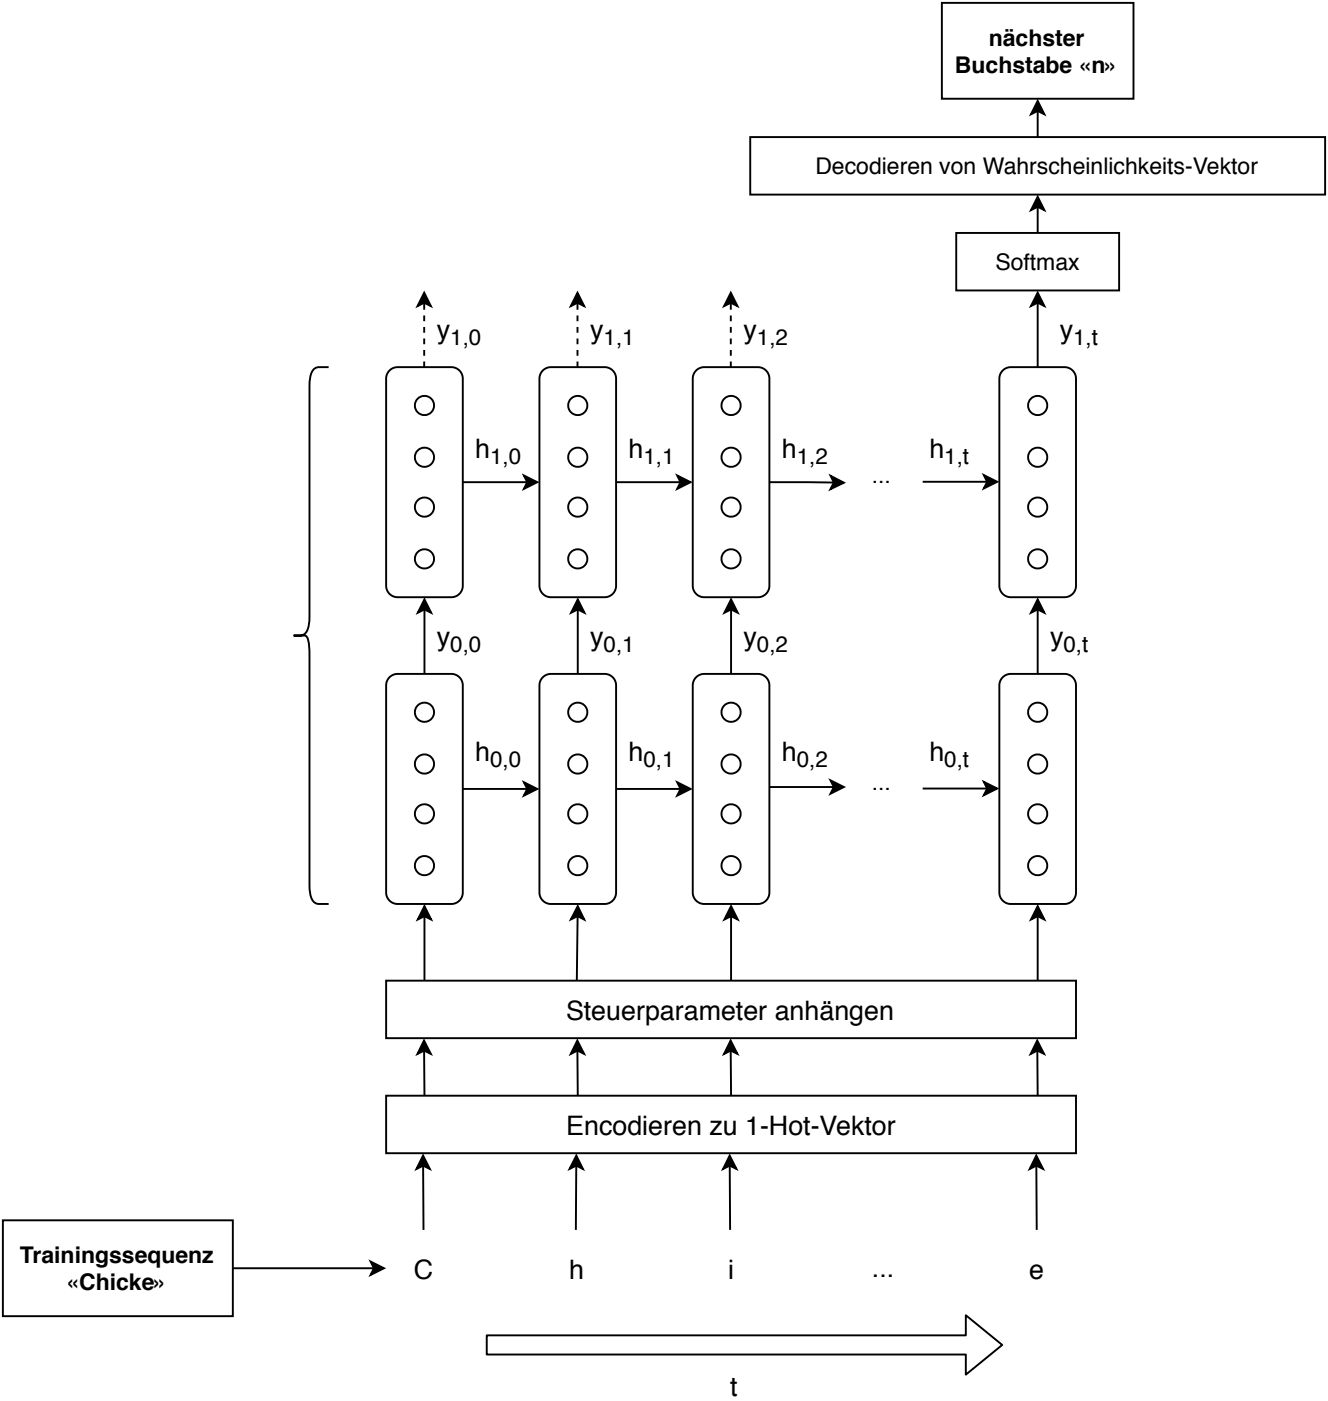 nächster
Buchstabe «n»
Decodieren von Wahrscheinlichkeits-Vektor
Softmax
y1,0 y1,1 y1,2 y1,t
h1,0 h1,1 h1,2 ... h1,t
y0,0 y0,1 y0,2 y0,t
h0,0 h0,1 h0,2 ... h0,t
Steuerparameter anhängen
Encodieren zu 1-Hot-Vektor
Trainingssequenz
«Chicke»
C h i ... e
t